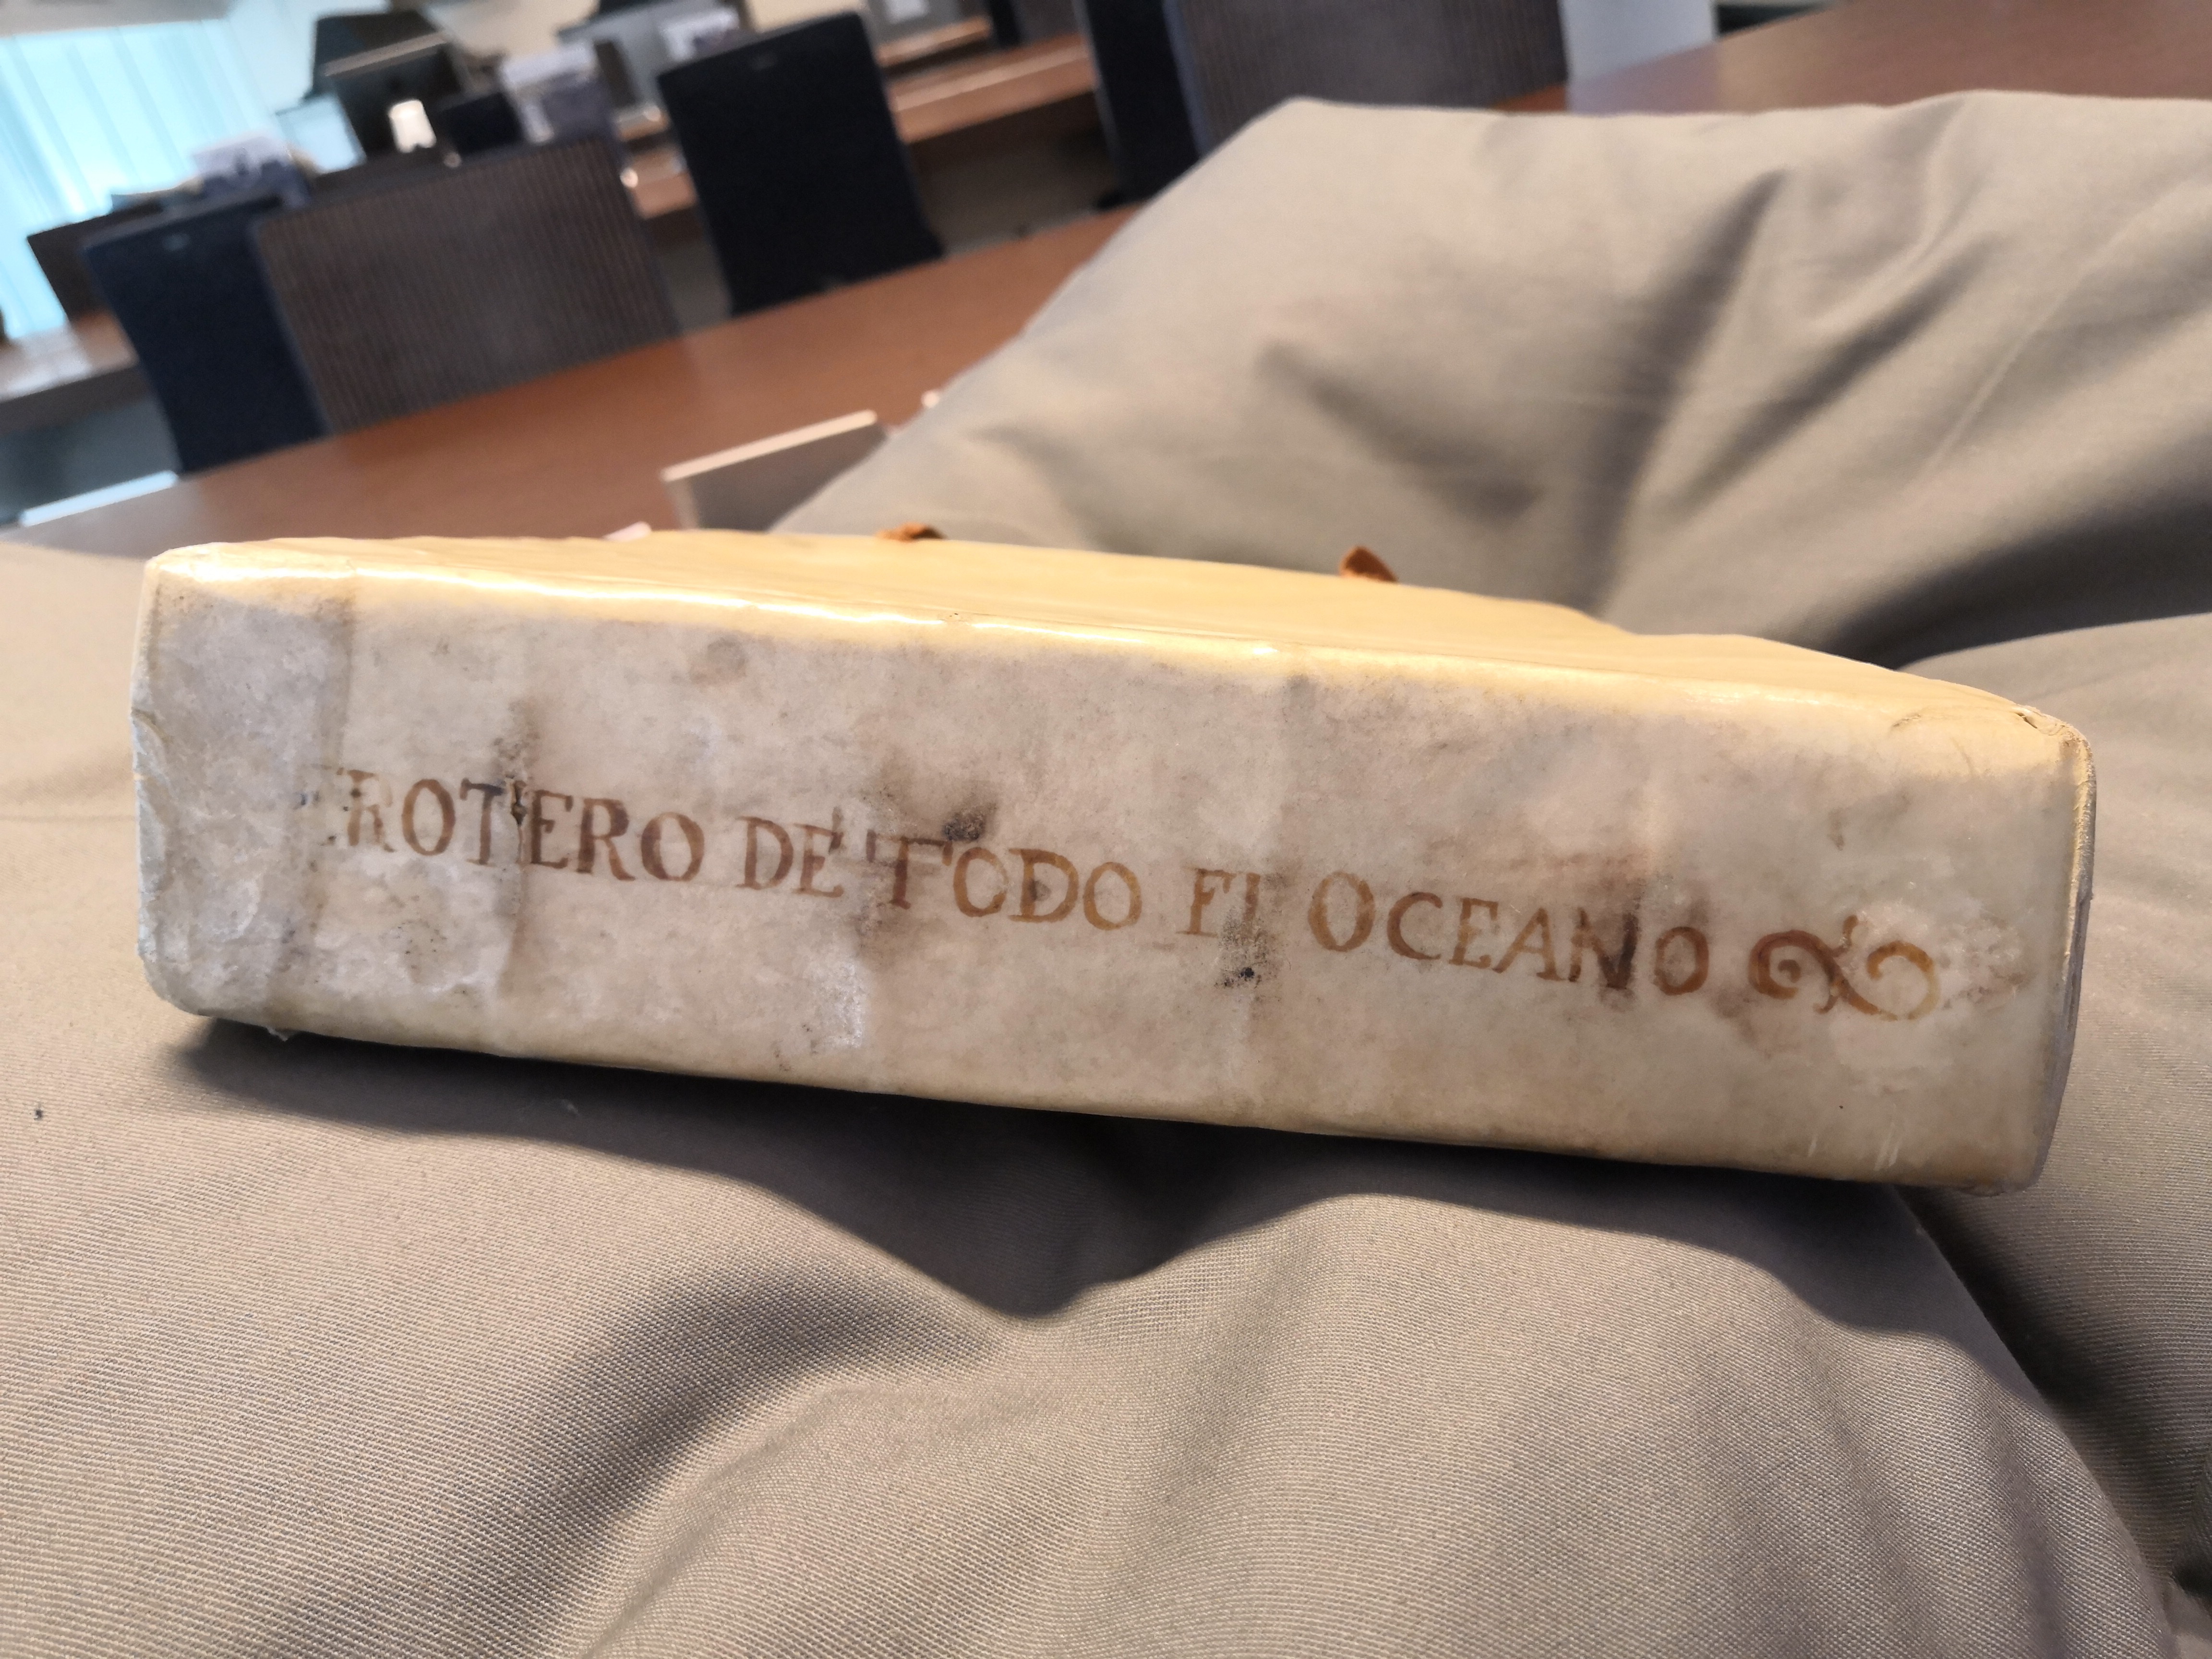 ROTERO DE TODO EL OCEANO